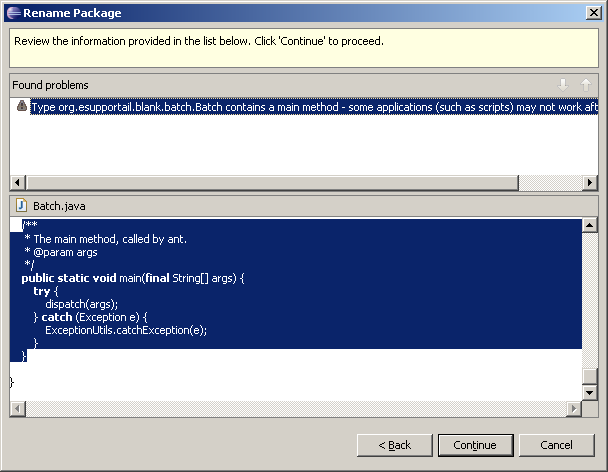 Rename Package
Review the information provided in the list below. Click 'Continue' to proceed.
Found problems
Type org.esupportail.blank.batch.Batch contains a main method - some applications (such as scripts) may not work aft
Batch.java
/**
* The main method, called by ant.
* @param args
*/
public static void main(final String[] args) {
try {
dispatch(args);
} catch (Exception e) {
ExceptionUtils.catchException(e);
}
}
}
< Back
Continue
Cancel